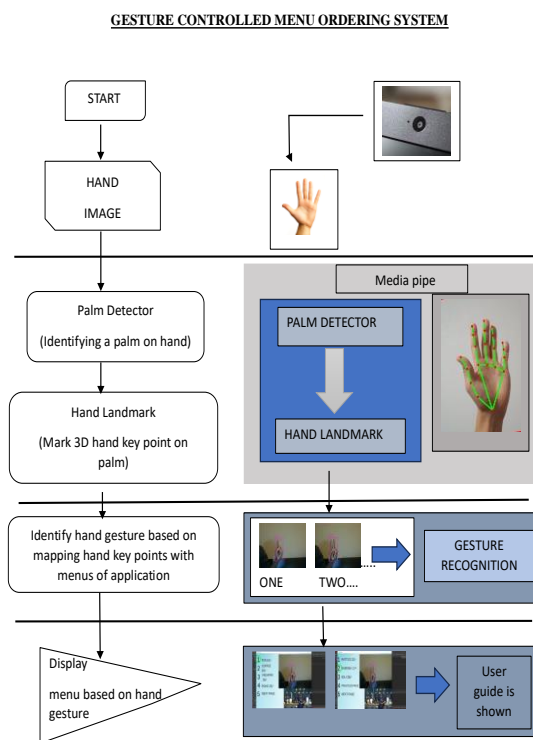 GESTURE CONTROLLED MENU ORDERING SYSTEM
START
HAND
IMAGE
Palm Detector
(Identifying a palm on hand)
Hand Landmark
(Mark 3D hand key point on
palm)
Identify hand gesture based on
mapping hand key points with
menus of application
Display
menu based on hand
gesture
Media pipe
PALM DETECTOR
HAND LANDMARK
…..
ONE TWO….
GESTURE
RECOGNITION
User
guide is
shown